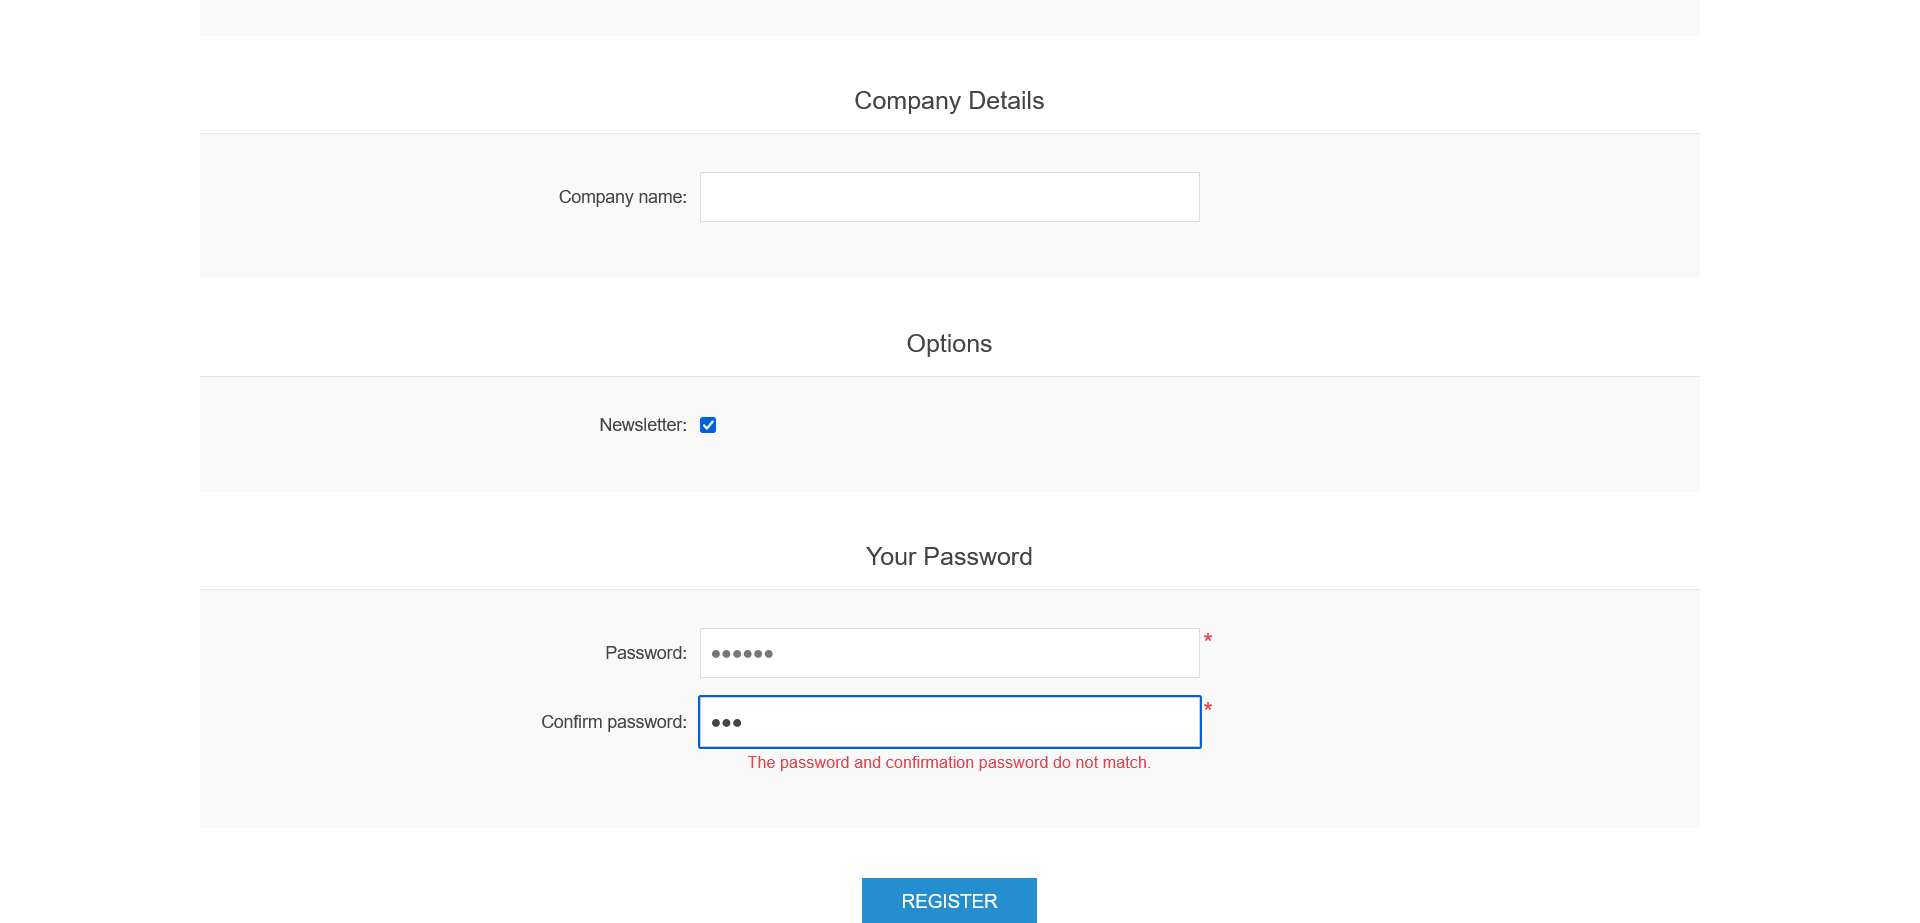 Company Details
Company name:
Options
Newsletter:
Your Password
Password: ●●●●●● *
Confirm password: ●●● *
The password and confirmation password do not match.
REGISTER